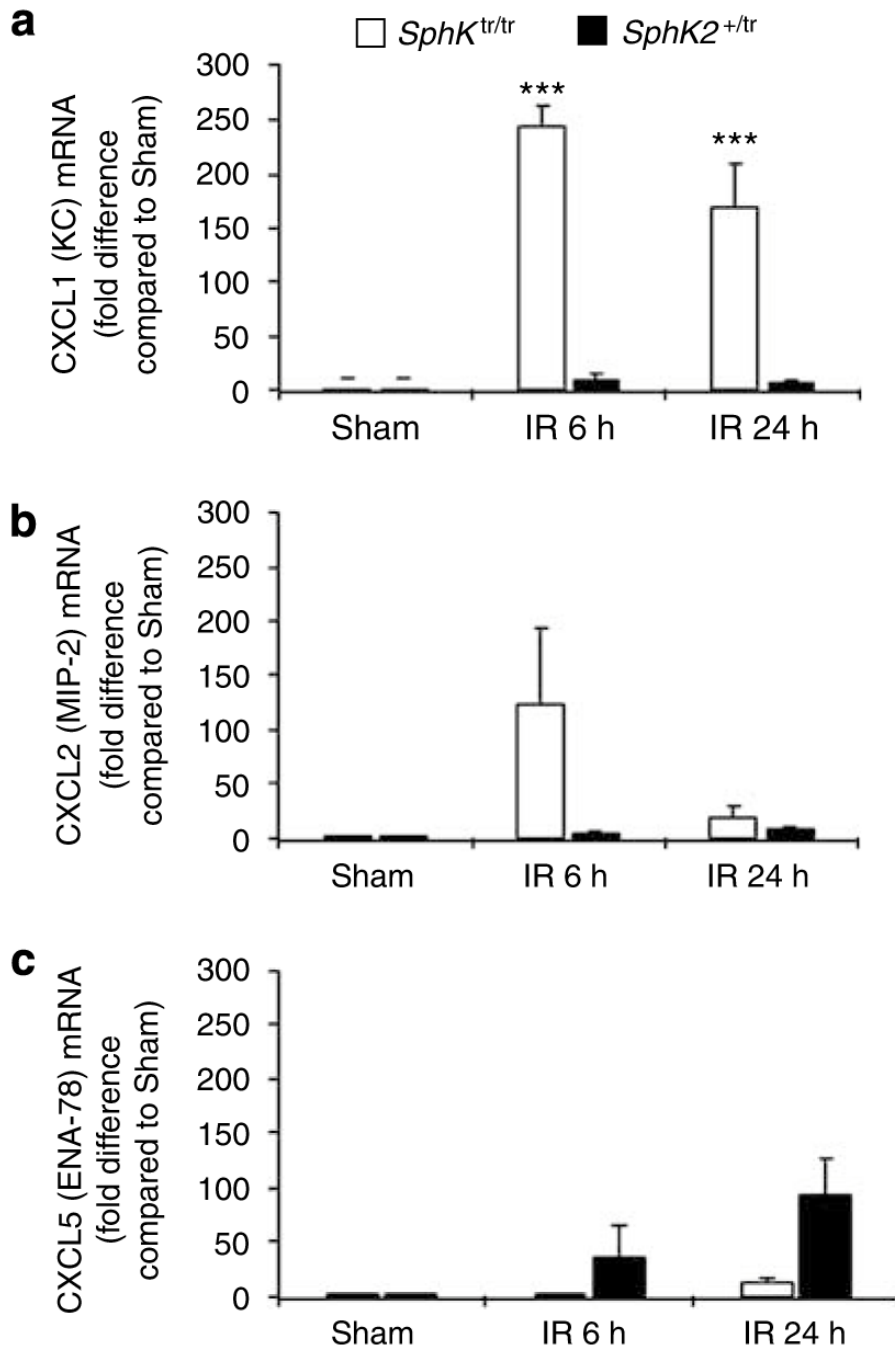 a
SphK^tr/tr SphK2^+/tr
CXCL1 (KC) mRNA
(fold difference
compared to Sham)
300
250
200
150
100
50
0
***
***
Sham IR 6 h IR 24 h
b
CXCL2 (MIP-2) mRNA
(fold difference
compared to Sham)
300
250
200
150
100
50
0
Sham IR 6 h IR 24 h
c
CXCL5 (ENA-78) mRNA
(fold difference
compared to Sham)
300
250
200
150
100
50
0
Sham IR 6 h IR 24 h